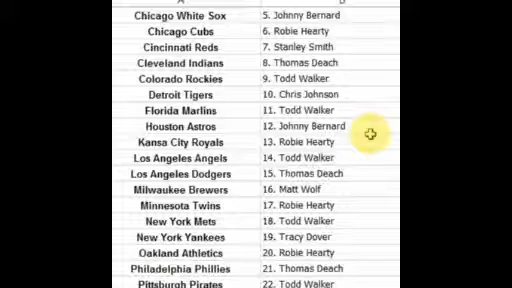 Chicago White Sox 5. Johnny Bernard
Chicago Cubs 6. Robie Hearty
Cincinnati Reds 7. Stanley Smith
Cleveland Indians 8. Thomas Deach
Colorado Rockies 9. Todd Walker
Detroit Tigers 10. Chris Johnson
Florida Marlins 11. Todd Walker
Houston Astros 12. Johnny Bernard
Kansa City Royals 13. Robie Hearty
Los Angeles Angels 14. Todd Walker
Los Angeles Dodgers 15. Thomas Deach
Milwaukee Brewers 16. Matt Wolf
Minnesota Twins 17. Robie Hearty
New York Mets 18. Todd Walker
New York Yankees 19. Tracy Dover
Oakland Athletics 20. Robie Hearty
Philadelphia Phillies 21. Thomas Deach
Pittsburgh Pirates 22. Todd Walker